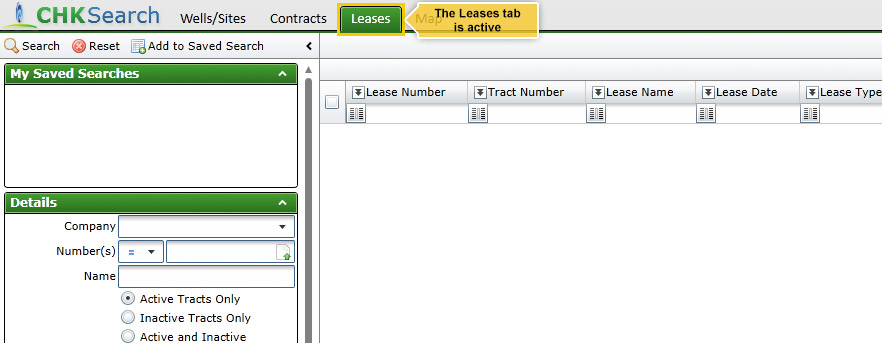 CHKSearch Wells/Sites Contracts Leases Map
The Leases tab
is active
Search Reset Add to Saved Search
My Saved Searches
Lease Number Tract Number Lease Name Lease Date Lease Type
Details
Company
Number(s) =
Name
Active Tracts Only
Inactive Tracts Only
Active and Inactive